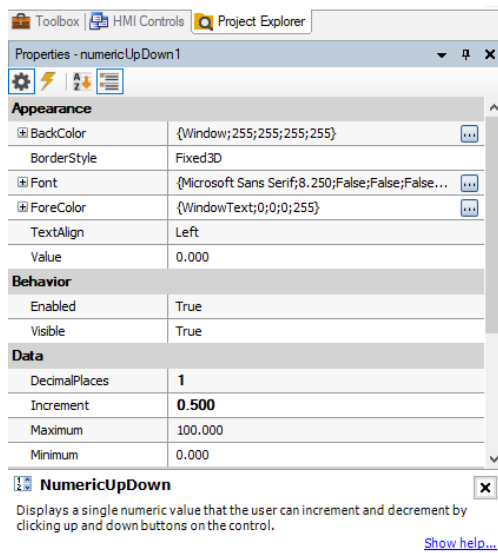 Toolbox HMI Controls Project Explorer
Properties - numericUpDown1
Appearance
BackColor {Window;255;255;255;255}
BorderStyle Fixed3D
Font {Microsoft Sans Serif;8.250;False;False;False...
ForeColor {WindowText;0;0;0;255}
TextAlign Left
Value 0.000
Behavior
Enabled True
Visible True
Data
DecimalPlaces 1
Increment 0.500
Maximum 100.000
Minimum 0.000
NumericUpDown
Displays a single numeric value that the user can increment and decrement by
clicking up and down buttons on the control.
Show help...